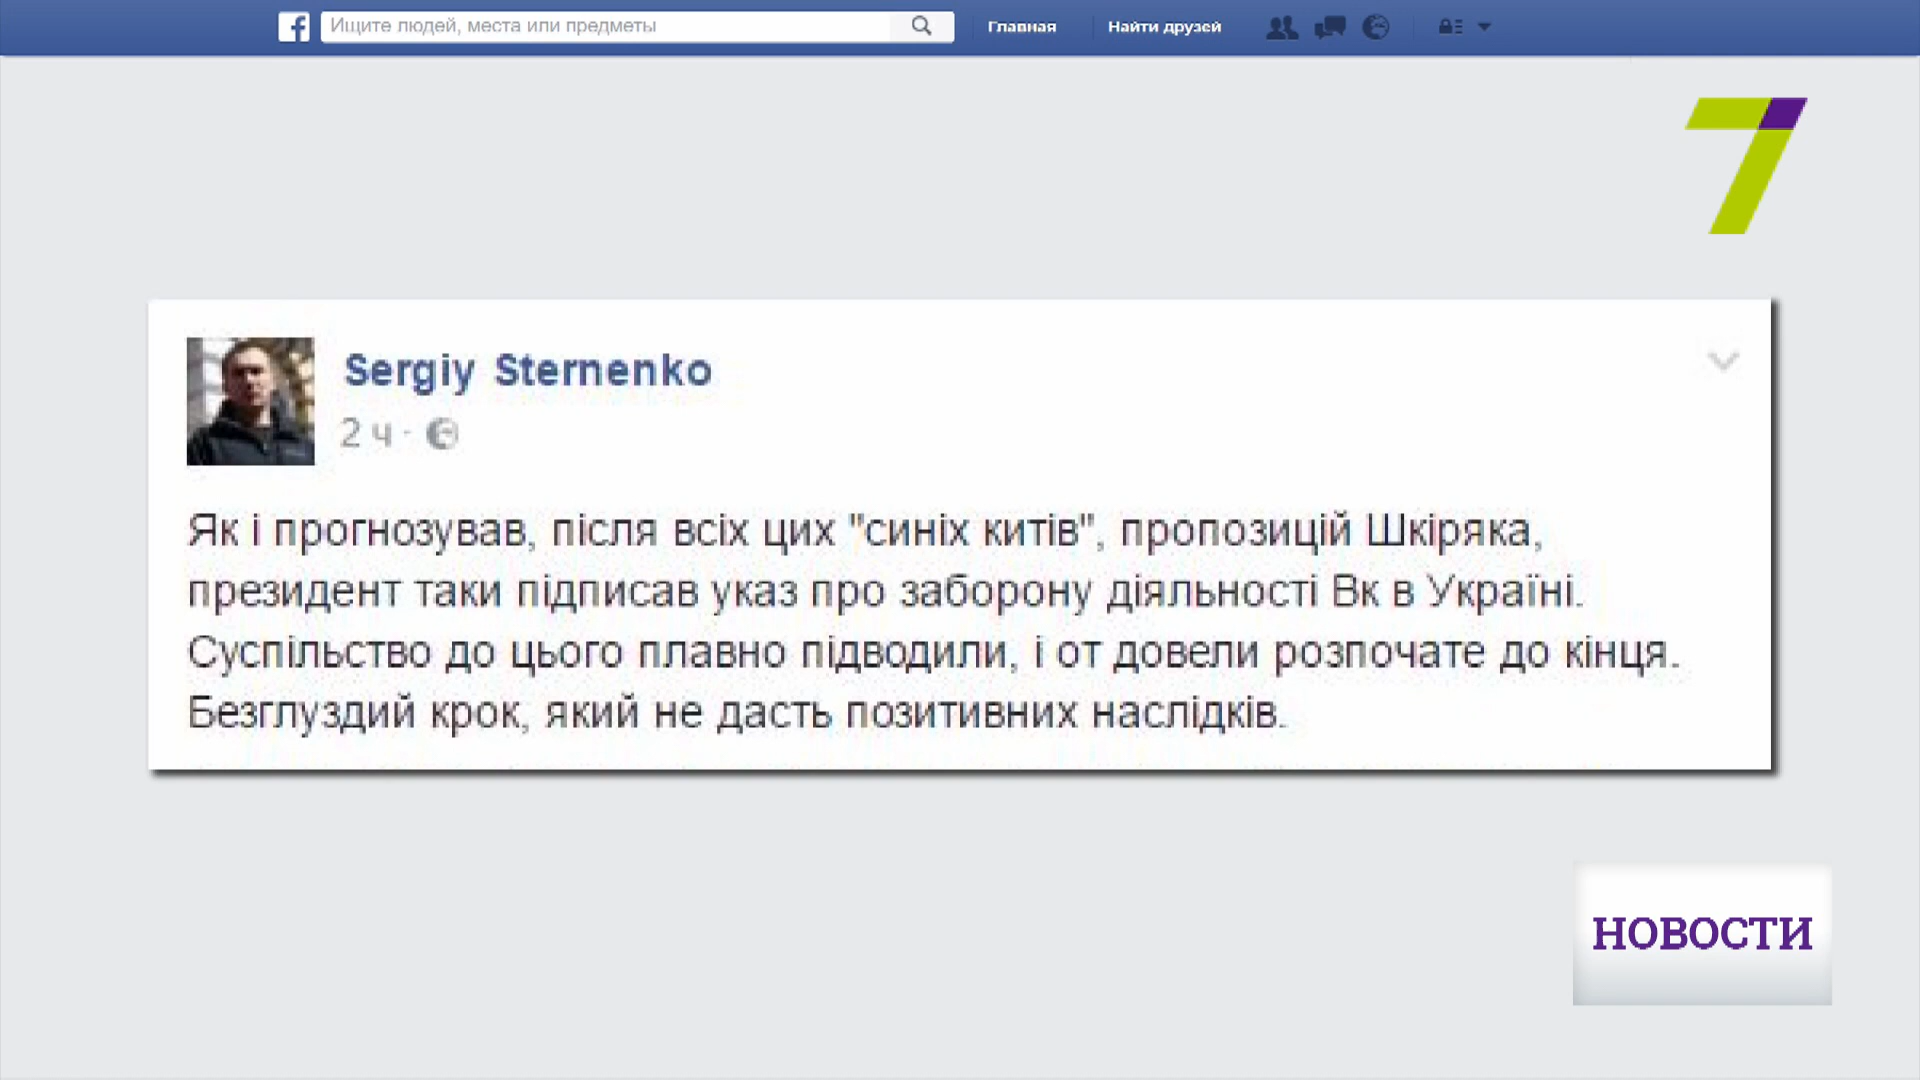 Ищите людей, места или предметы
Главная
Найти друзей
7
Sergiy Sternenko
2 ч ·
Як і прогнозував, після всіх цих "синіх китів", пропозицій Шкіряка,
президент таки підписав указ про заборону діяльності Вк в Україні.
Суспільство до цього плавно підводили, і от довели розпочате до кінця.
Безглуздий крок, який не дасть позитивних наслідків.
НОВОСТИ